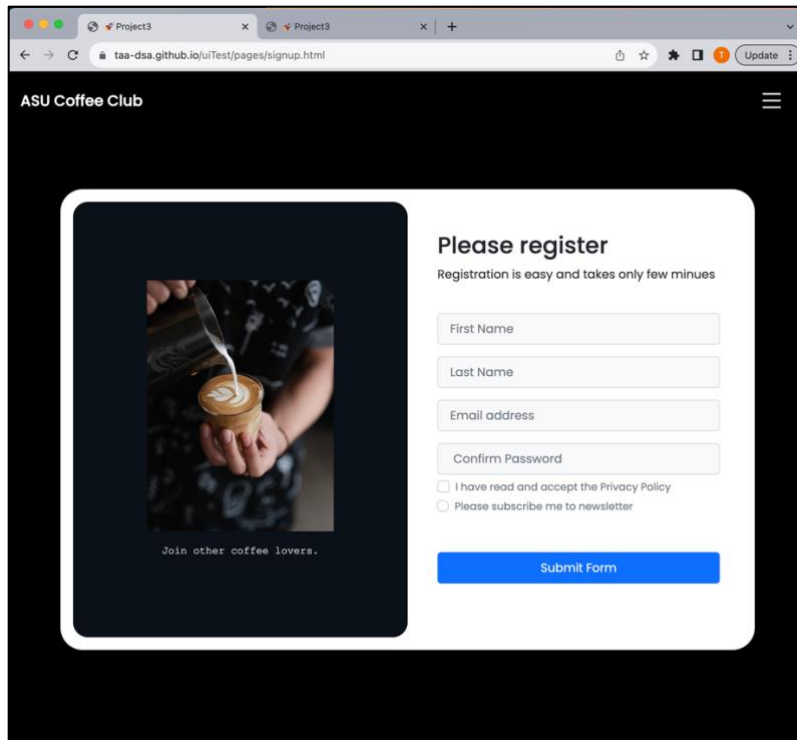 Project3
Project3
taa-dsa.github.io/uiTest/pages/signup.html
T
Update
ASU Coffee Club
Please register
Registration is easy and takes only few minues
First Name
Last Name
Email address
Confirm Password
I have read and accept the Privacy Policy
Please subscribe me to newsletter
Join other coffee lovers.
Submit Form